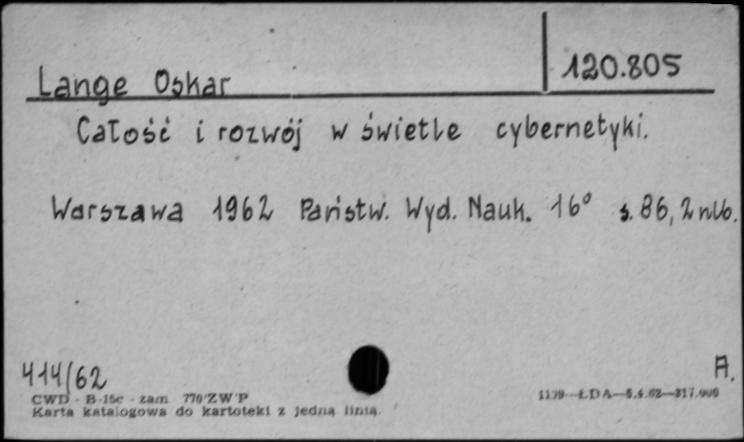 120.805
Lange Oskar
Całość i rozwój w świetle cybernetyki.
Warszawa 1962 Państw. Wyd. Nauk. 16° s. 86, 2 nlb.
414/62
A.
CWD - B-15c - zam. 770/ZWP
Karta katalogowa do kartoteki z jedną linią.
ŁDA